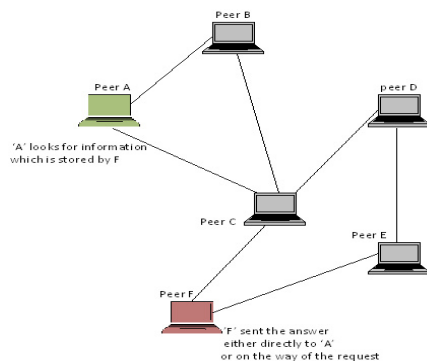 Peer B
Peer A
peer D
'A' looks for information
which is stored by F
Peer C
Peer E
Peer F
'F' sent the answer
either directly to 'A'
or on the way of the request